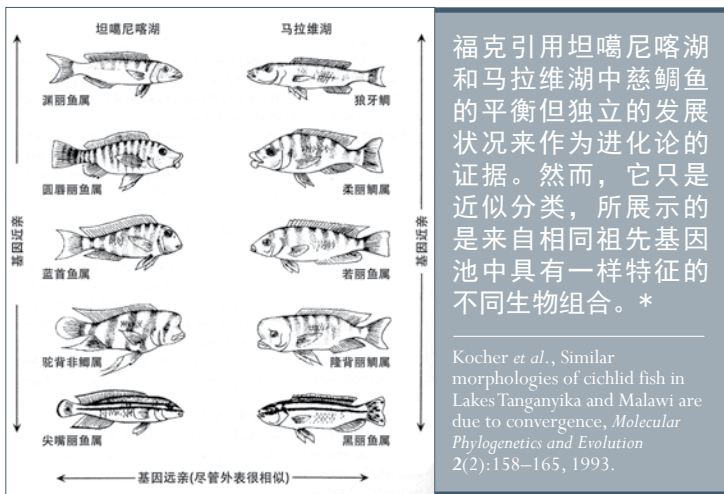 坦噶尼喀湖
马拉维湖
渊丽鱼属
狼牙鲷
圆唇丽鱼属
柔丽鲷属
蓝首鱼属
若丽鱼属
驼背非鲫属
隆背丽鲷属
尖嘴丽鱼属
黑丽鱼属
基因近亲
基因近亲
基因远亲(尽管外表很相似)
福克引用坦噶尼喀湖
和马拉维湖中慈鲷鱼
的平衡但独立的发展
状况来作为进化论的
证据。然而，它只是
近似分类，所展示的
是来自相同祖先基因
池中具有一样特征的
不同生物组合。*
Kocher et al., Similar
morphologies of cichlid fish in
Lakes Tanganyika and Malawi are
due to convergence, Molecular
Phylogenetics and Evolution
2(2):158–165, 1993.